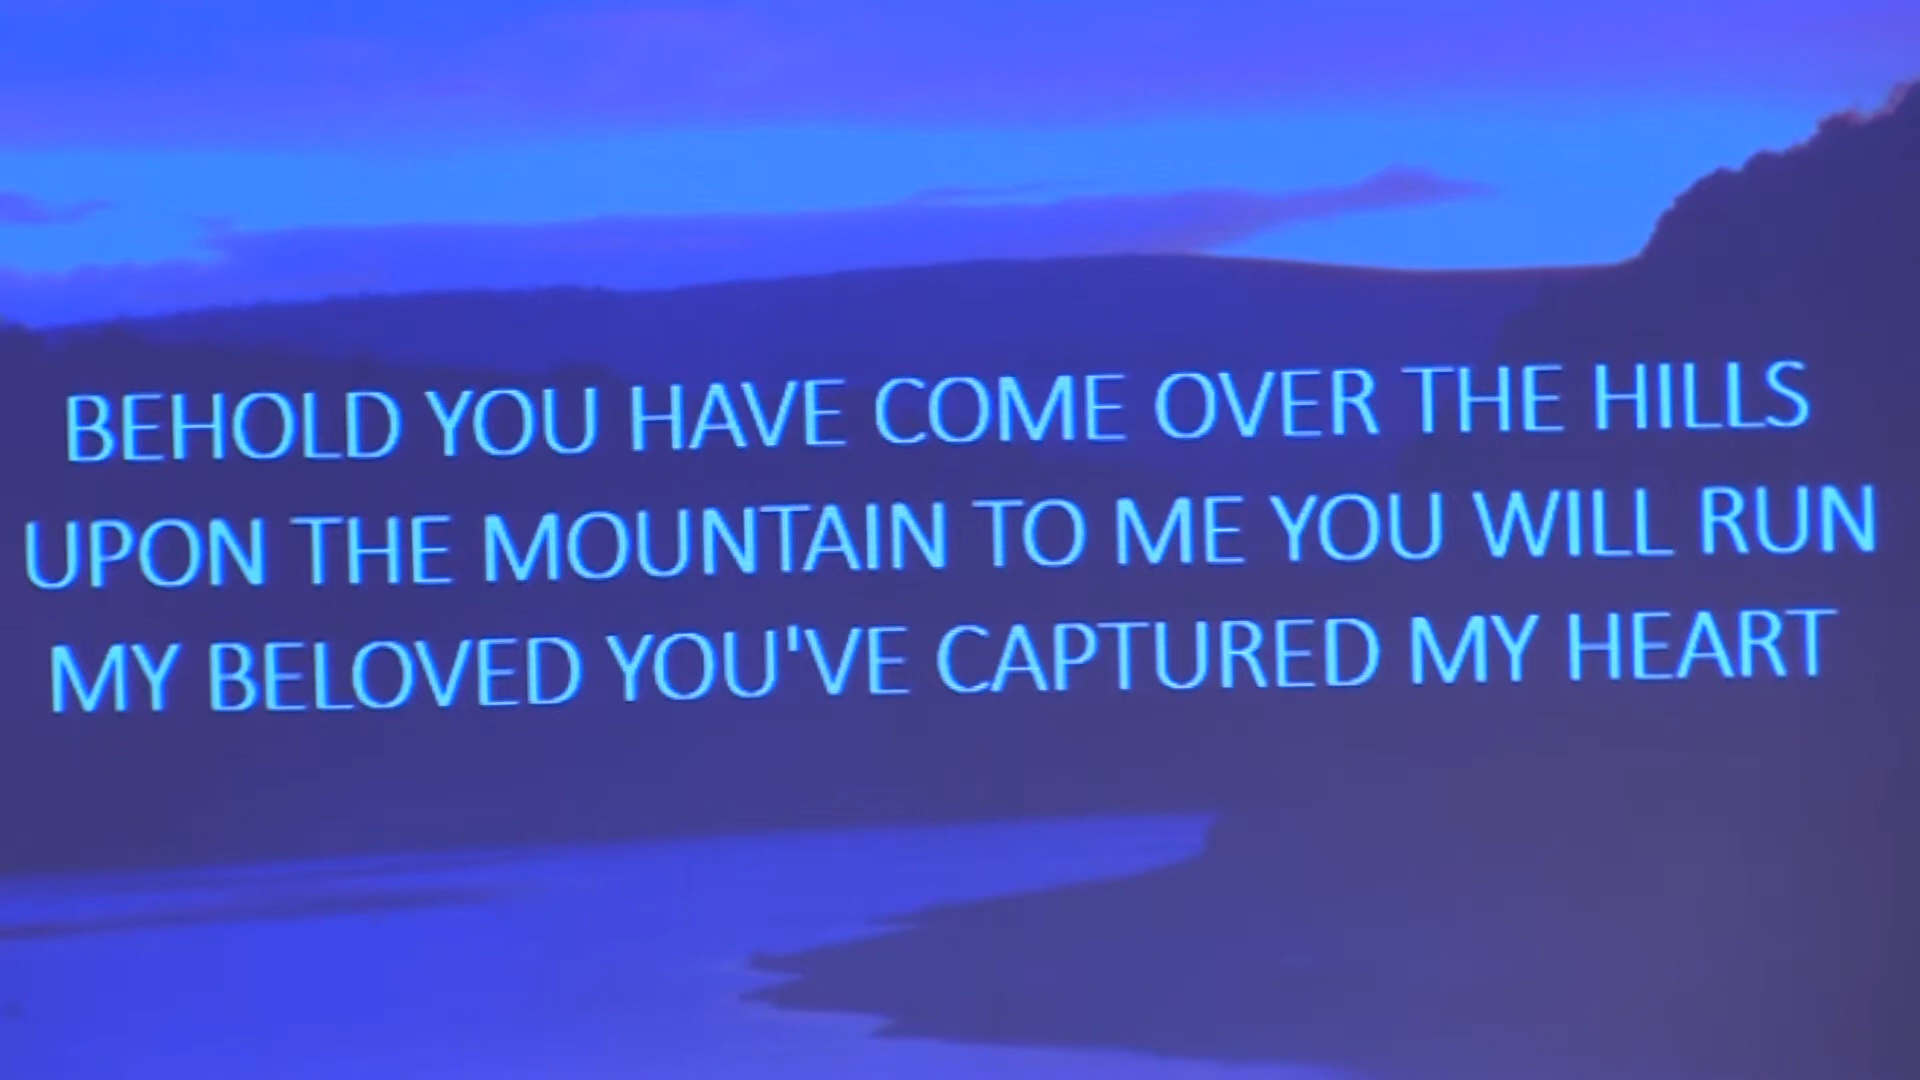 BEHOLD YOU HAVE COME OVER THE HILLS
UPON THE MOUNTAIN TO ME YOU WILL RUN
MY BELOVED YOU'VE CAPTURED MY HEART